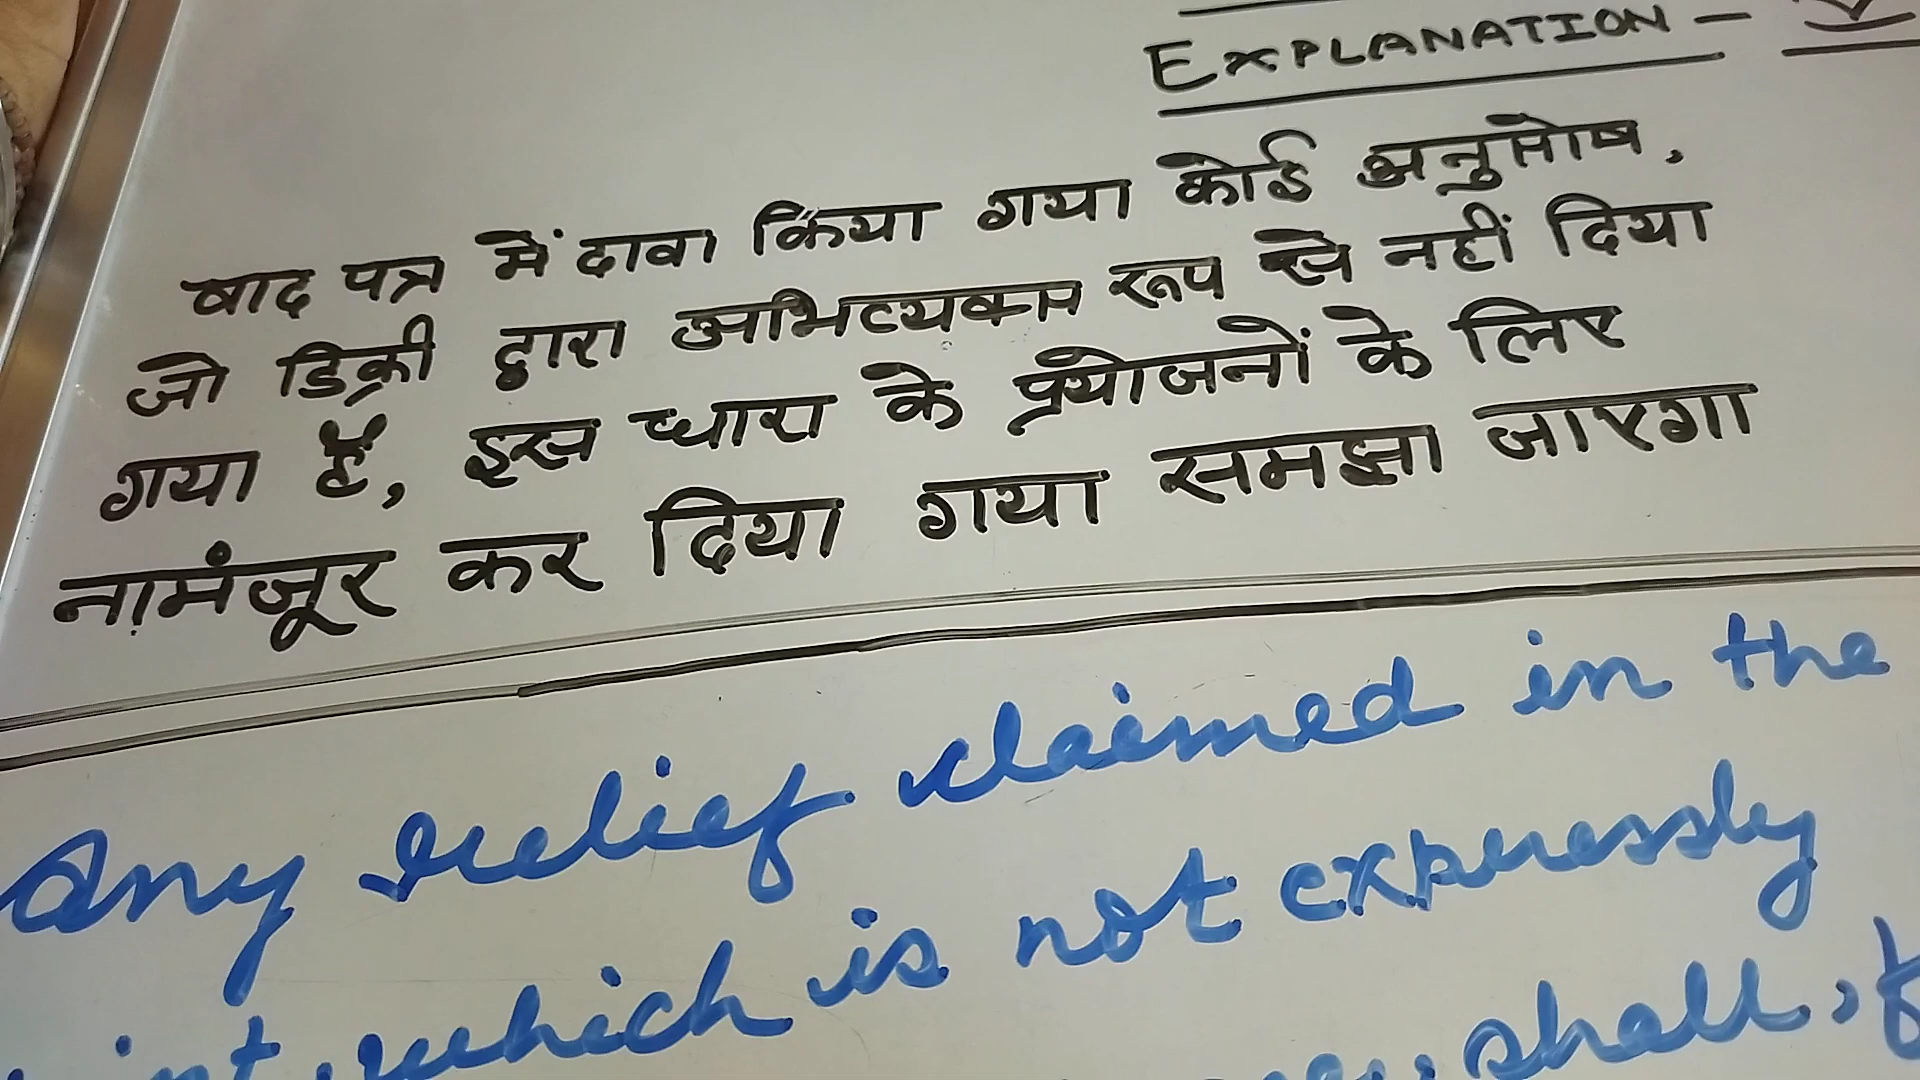 EXPLANATION - V
वाद पत्र में दावा किया गया कोई अनुतोष,
जो डिक्री द्वारा अभिव्यक्त रूप से नहीं दिया
गया है, इस धारा के प्रयोजनों के लिए
नामंजूर कर दिया गया समझा जाएगा
Any relief claimed in the
which is not expressly
shall,